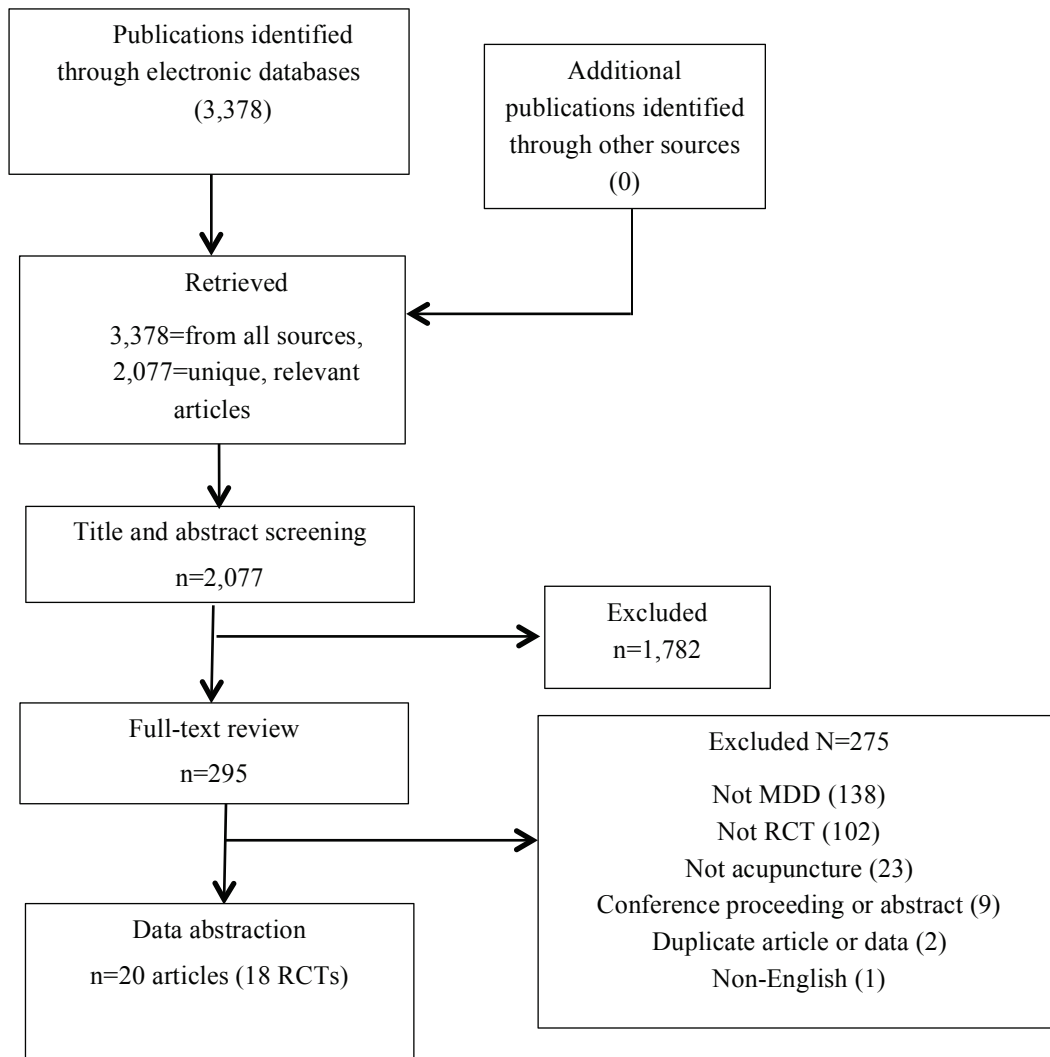 Publications identified
through electronic databases
(3,378)
Additional
publications identified
through other sources
(0)
Retrieved
3,378=from all sources,
2,077=unique, relevant
articles
Title and abstract screening
n=2,077
Excluded
n=1,782
Full-text review
n=295
Excluded N=275
Not MDD (138)
Not RCT (102)
Not acupuncture (23)
Conference proceeding or abstract (9)
Duplicate article or data (2)
Non-English (1)
Data abstraction
n=20 articles (18 RCTs)